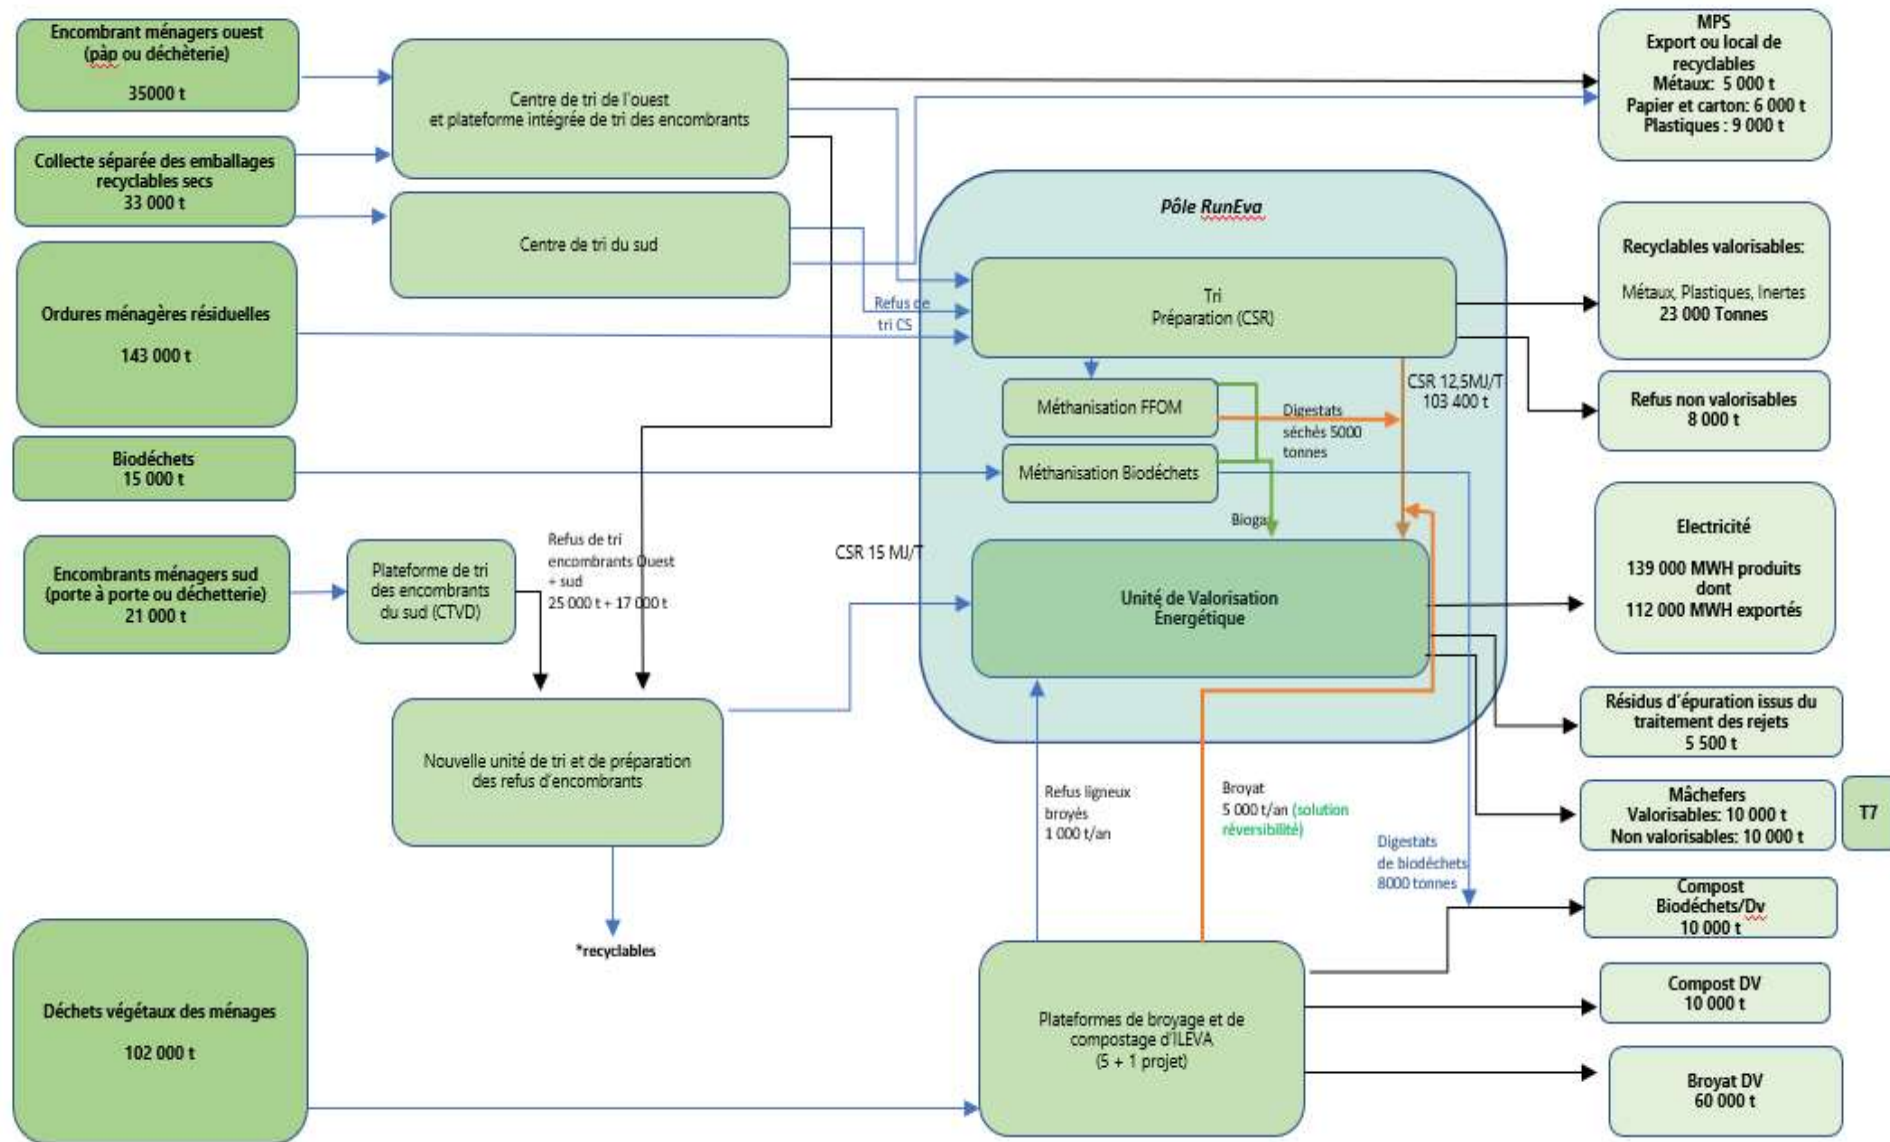 Encombrant ménagers ouest
(pàp ou déchèterie)
35000 t
Collecte séparée des emballages
recyclables secs
33 000 t
Ordures ménagères résiduelles
143 000 t
Biodéchets
15 000 t
Encombrants ménagers sud
(porte à porte ou déchetterie)
21 000 t
Déchets végétaux des ménages
102 000 t
Centre de tri de l'ouest
et plateforme intégrée de tri des encombrants
Centre de tri du sud
Plateforme de tri
des encombrants
du sud (CTVD)
Refus de tri
encombrants Ouest
+ sud
25 000 t + 17 000 t
Nouvelle unité de tri et de préparation
des refus d'encombrants
*recyclables
CSR 15 MJ/T
Refus de
tri CS
Pôle RunEva
Tri
Préparation (CSR)
Méthanisation FFOM
Méthanisation Biodéchets
Digestats
séchés 5000
tonnes
CSR 12,5MJ/T
103 400 t
Bioga
Unité de Valorisation
Énergétique
Refus ligneux
broyés
1 000 t/an
Broyat
5 000 t/an (solution
réversibilité)
Digestats
de biodéchets
8000 tonnes
Plateformes de broyage et de
compostage d'ILEVA
(5 + 1 projet)
MPS
Export ou local de
recyclables
Métaux: 5 000 t
Papier et carton: 6 000 t
Plastiques : 9 000 t
Recyclables valorisables:
Métaux, Plastiques, Inertes
23 000 Tonnes
Refus non valorisables
8 000 t
Electricité
139 000 MWH produits
dont
112 000 MWH exportés
Résidus d'épuration issus du
traitement des rejets
5 500 t
Mâchefers
Valorisables: 10 000 t
Non valorisables: 10 000 t
T7
Compost
Biodéchets/Dv
10 000 t
Compost DV
10 000 t
Broyat DV
60 000 t